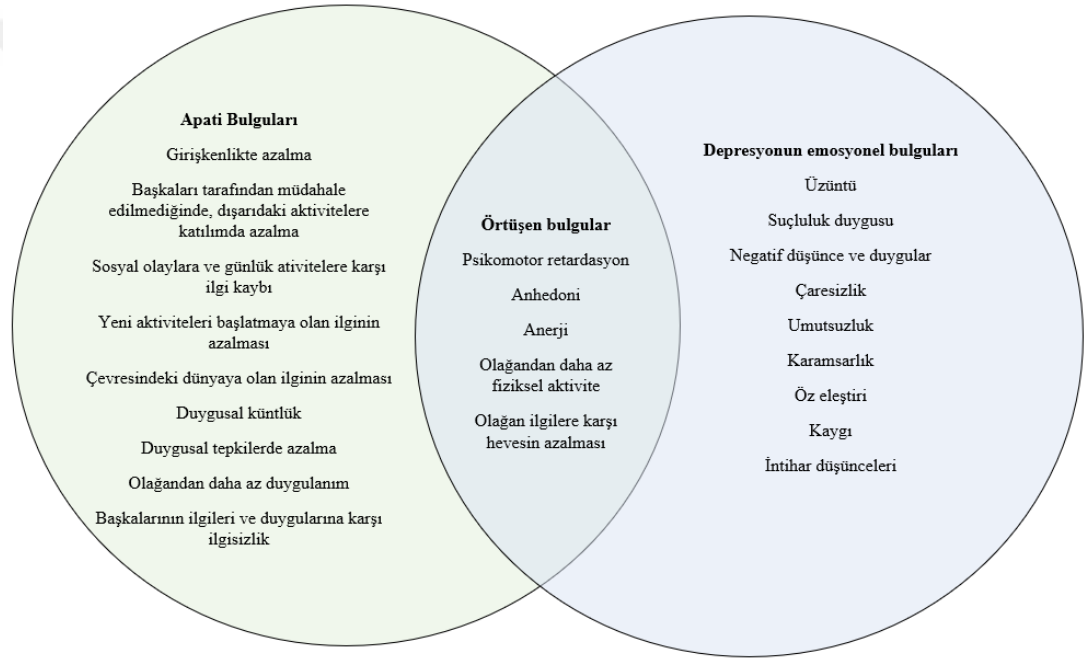 Apati Bulguları
Girişkenlikte azalma
Başkaları tarafından müdahale
edilmediğinde, dışarıdaki aktivitelere
katılımda azalma
Sosyal olaylara ve günlük ativitelere karşı
ilgi kaybı
Yeni aktiviteleri başlatmaya olan ilginin
azalması
Çevresindeki dünyaya olan ilginin azalması
Duygusal küntlük
Duygusal tepkilerde azalma
Olağandan daha az duygulanım
Başkalarının ilgileri ve duygularına karşı
ilgisizlik
Örtüşen bulgular
Psikomotor retardasyon
Anhedoni
Anerji
Olağandan daha az
fiziksel aktivite
Olağan ilgilere karşı
hevesin azalması
Depresyonun emosyonel bulguları
Üzüntü
Suçluluk duygusu
Negatif düşünce ve duygular
Çaresizlik
Umutsuzluk
Karamsarlık
Öz eleştiri
Kaygı
İntihar düşünceleri